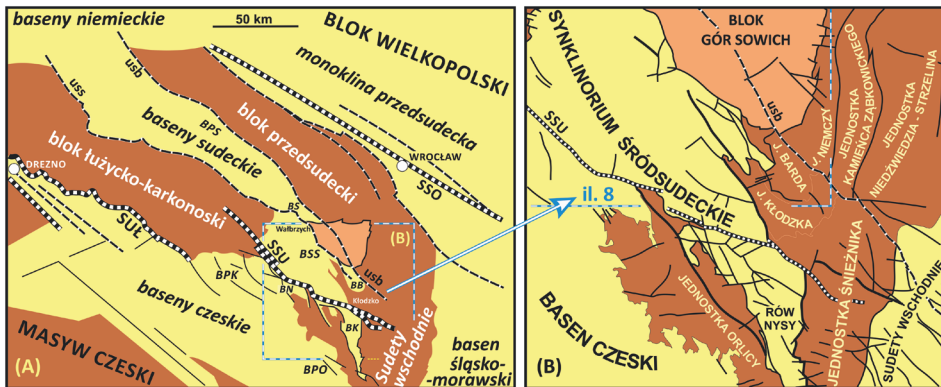 baseny niemieckie
50 km
BLOK WIELKOPOLSKI
monoklina przedsudecka
uss
usb
BPS
baseny sudeckie
blok przedsudecki
WROCŁAW
SSO
DREZNO
blok łużycko-karkonoski
SUŁ
BS
Wałbrzych
(B)
SSU
BSS
usb
BPK
BN
BB
Kłodzko
BK
baseny czeskie
BPO
Sudety
wschodnie
MASYW CZESKI
(A)
basen
śląsko-
-morawski
BLOK
GÓR SOWICH
SYNKLINORIUM ŚRÓDSUDECKIE
usb
SSU
J. BARDA
J. NIEMCZY
JEDNOSTKA
KAMIEŃCA ZĄBKOWICKIEGO
JEDNOSTKA
NIEDŹWIEDZIA - STRZELINA
il. 8
J. KŁODZKA
JEDNOSTKA ORLICY
RÓW
NYSY
JEDNOSTKA ŚNIEŻNIKA
SUDETY WSCHODNIE
BASEN CZESKI
(B)